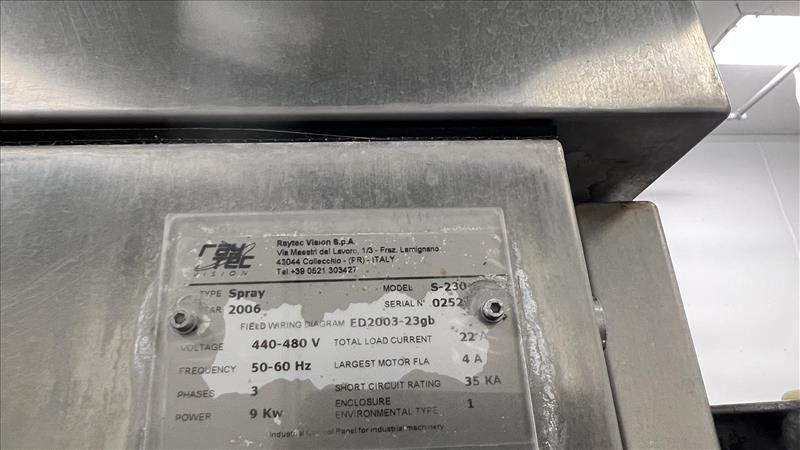 RAY
TEC
VISION
Raytec Vision S.p.A.
Via Maestri del Lavoro, 1/3 - Fraz. Lemignano
43044 Collecchio - (PR) - ITALY
Tel.+39 0521 303427
TYPE Spray MODEL S-230
2006 SERIAL N° 0252
FIELD WIRING DIAGRAM ED2003-23gb
VOLTAGE 440-480 V TOTAL LOAD CURRENT 22 A
FREQUENCY 50-60 Hz LARGEST MOTOR FLA 4 A
PHASES 3 SHORT CIRCUIT RATING 35 KA
POWER 9 Kw ENCLOSURE ENVIRONMENTAL TYPE 1
Industrial Control Panel for industrial machinery